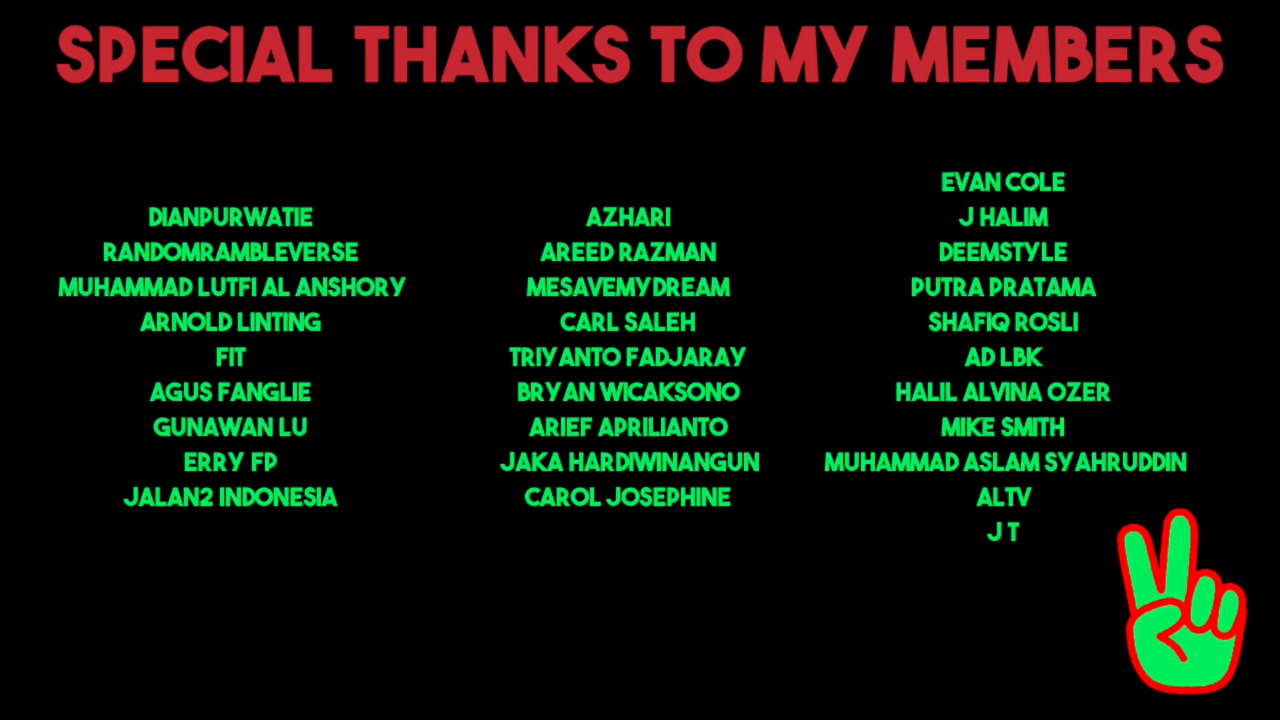 SPECIAL THANKS TO MY MEMBERS
DIANPURWATIE
RANDOMRAMBLEVERSE
MUHAMMAD LUTFI AL ANSHORY
ARNOLD LINTING
FIT
AGUS FANGLIE
GUNAWAN LU
ERRY FP
JALAN2 INDONESIA
AZHARI
AREED RAZMAN
MESAVEMYDREAM
CARL SALEH
TRIYANTO FADJARAY
BRYAN WICAKSONO
ARIEF APRILIANTO
JAKA HARDIWINANGUN
CAROL JOSEPHINE
EVAN COLE
J HALIM
DEEMSTYLE
PUTRA PRATAMA
SHAFIQ ROSLI
AD LBK
HALIL ALVINA OZER
MIKE SMITH
MUHAMMAD ASLAM SYAHRUDDIN
ALTV
J T